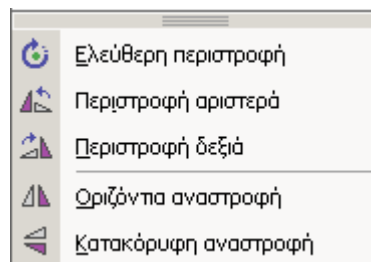 Ελεύθερη περιστροφή
Περιστροφή αριστερά
Περιστροφή δεξιά
Οριζόντια αναστροφή
Κατακόρυφη αναστροφή